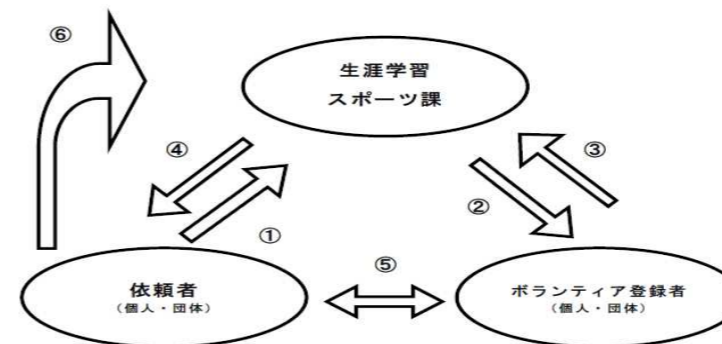 ⑥
生涯学習
スポーツ課
④
③
①
②
⑤
依頼者
（個人・団体）
ボランティア登録者
（個人・団体）